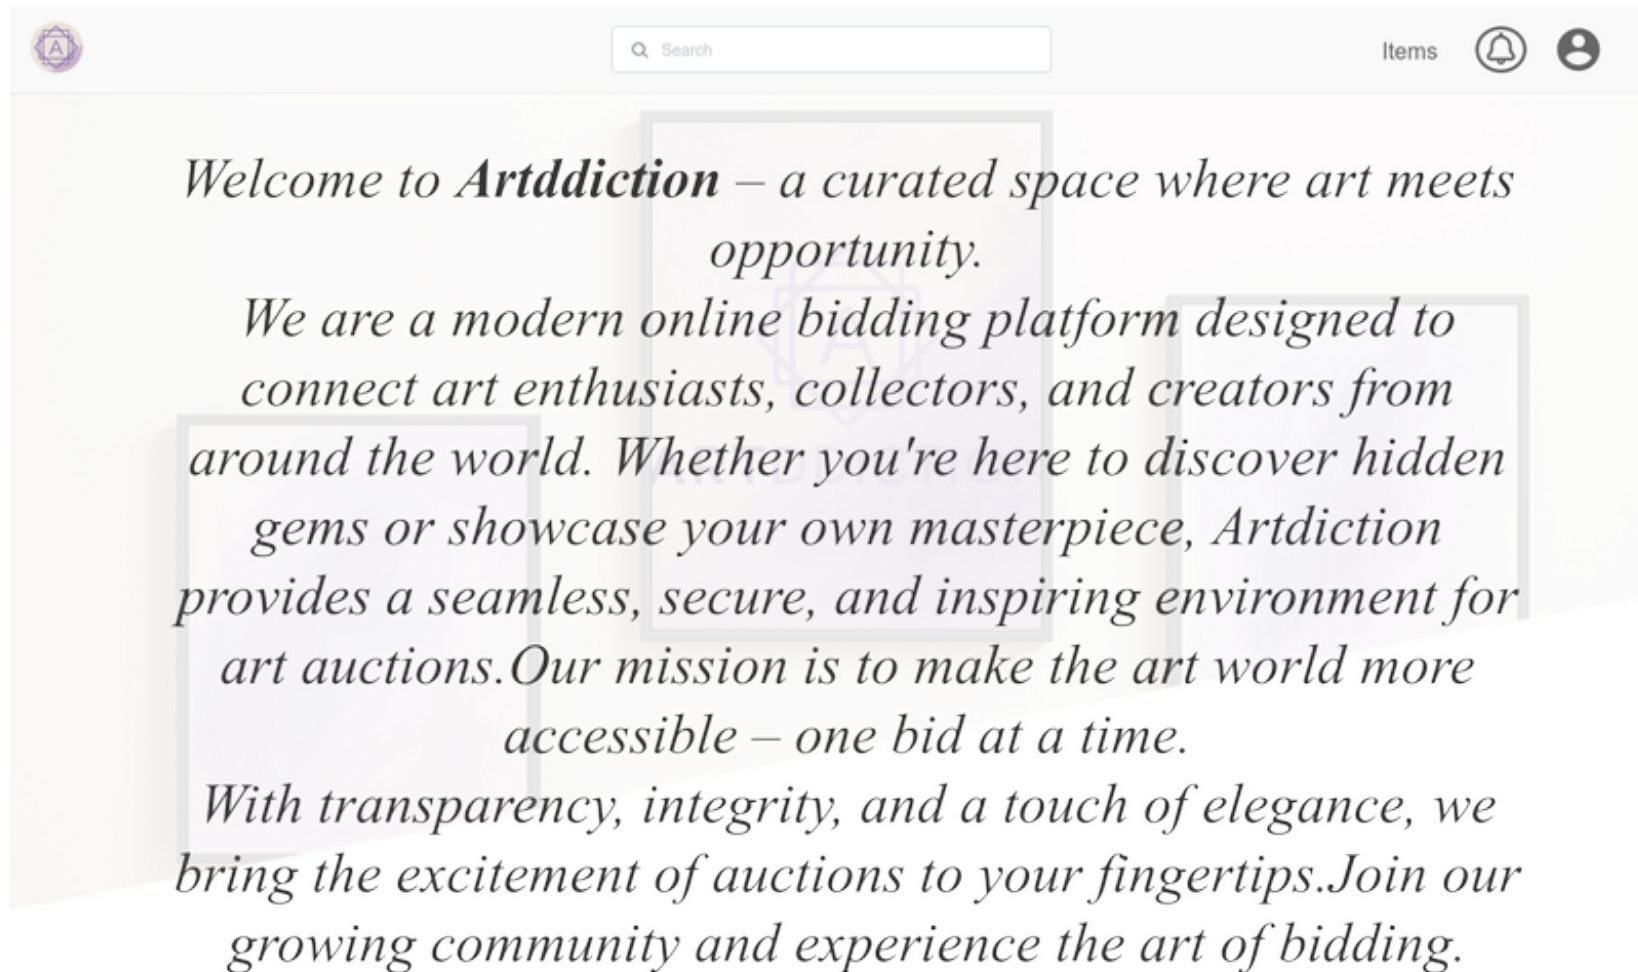 A
Search
Items
Welcome to Artddiction – a curated space where art meets
opportunity.
We are a modern online bidding platform designed to
connect art enthusiasts, collectors, and creators from
around the world. Whether you're here to discover hidden
gems or showcase your own masterpiece, Artdiction
provides a seamless, secure, and inspiring environment for
art auctions.Our mission is to make the art world more
accessible – one bid at a time.
With transparency, integrity, and a touch of elegance, we
bring the excitement of auctions to your fingertips.Join our
growing community and experience the art of bidding.
A
ARTDDICTION